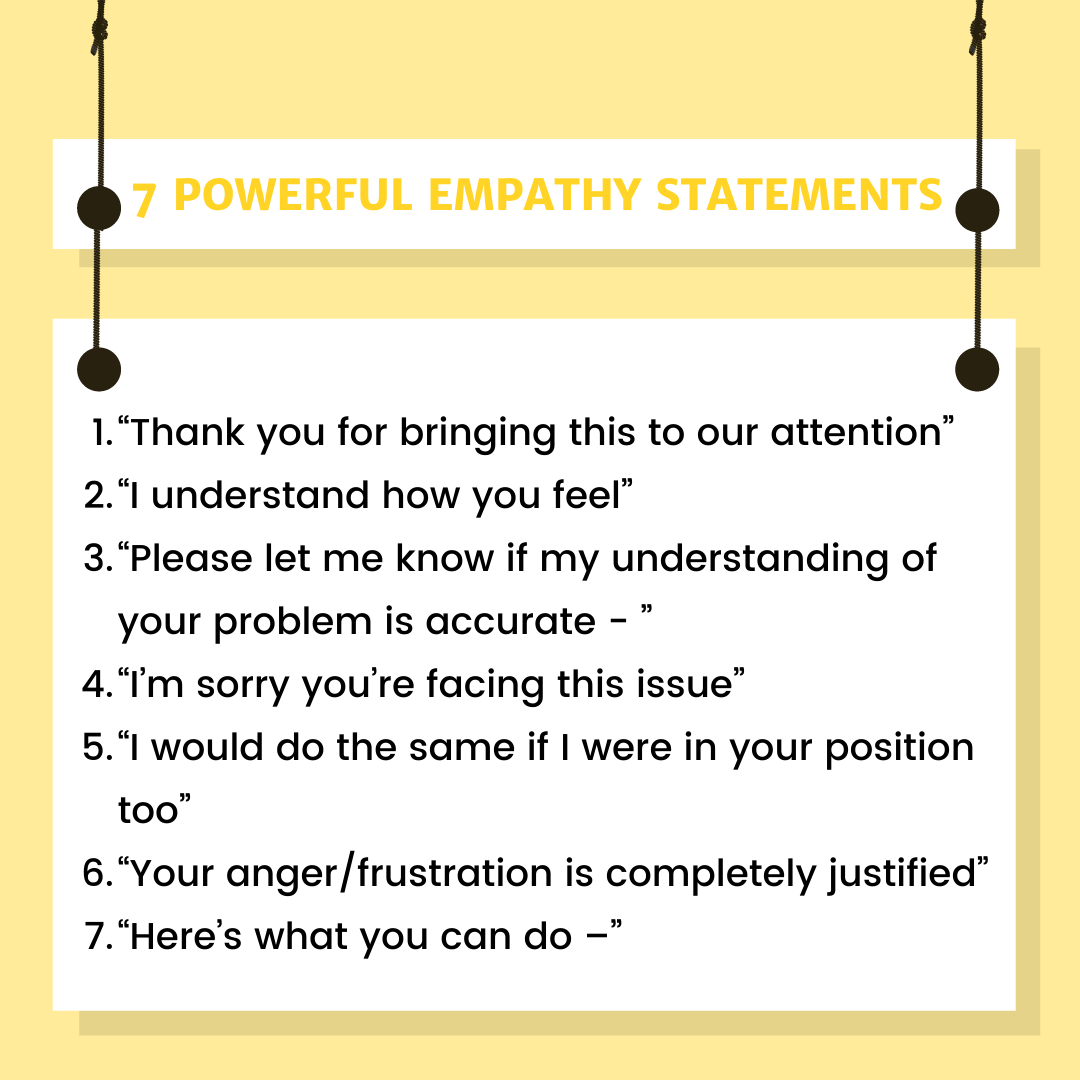 7 POWERFUL EMPATHY STATEMENTS
1. “Thank you for bringing this to our attention”
2. “I understand how you feel”
3. “Please let me know if my understanding of
your problem is accurate - ”
4. “I’m sorry you’re facing this issue”
5. “I would do the same if I were in your position
too”
6. “Your anger/frustration is completely justified”
7. “Here’s what you can do –”